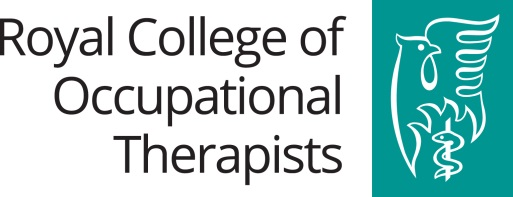 Royal College of
Occupational
Therapists